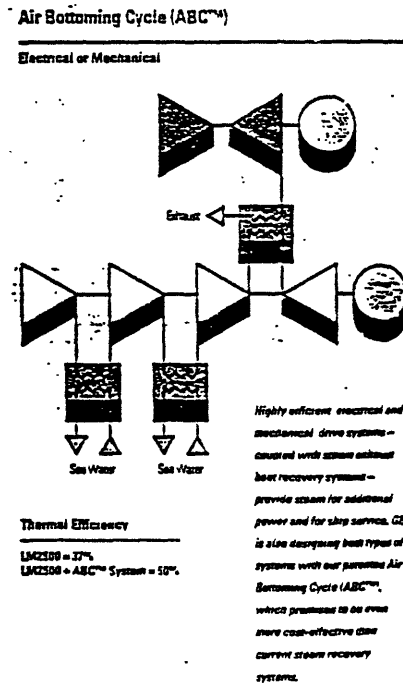 Air Bottoming Cycle (ABC™)
Electrical or Mechanical
Exhaust
Sea Water
Sea Water
Highly efficient electrical and
mechanical drive systems –
coupled with steam exhaust
heat recovery systems –
provide steam for additional
power and for ship service. GE
is also designing both types of
systems with our patented Air
Bottoming Cycle (ABC™),
which promises to be even
more cost-effective than
current steam recovery
systems.
Thermal Efficiency
LM2500 = 37%
LM2500 + ABC™ System = 50%